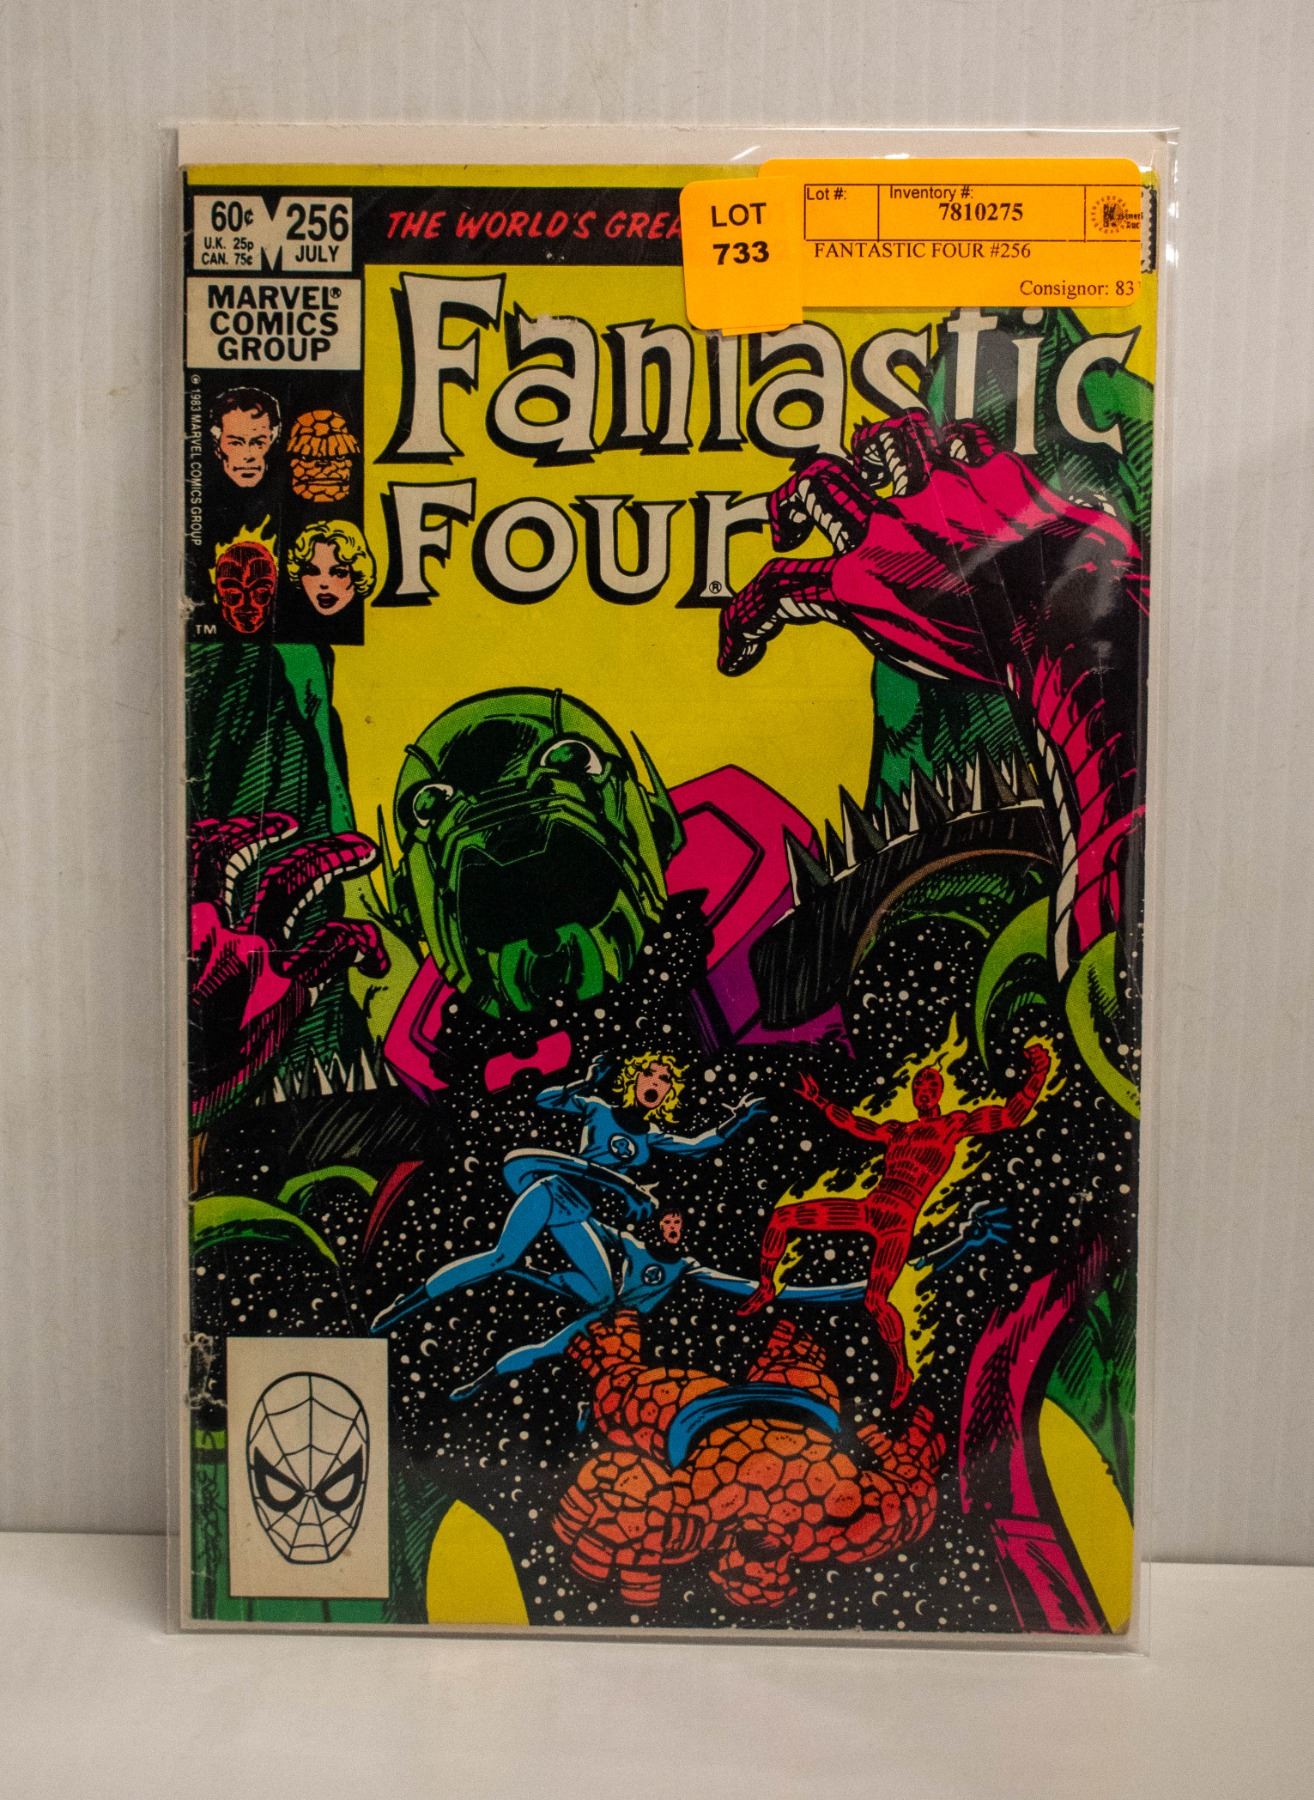 60¢
U.K. 25p
CAN. 75¢
M
256
JULY
THE WORLD'S GREA
LOT
733
Lot #:
Inventory #:
7810275
FANTASTIC FOUR #256
Consignor: 83
MARVEL®
COMICS
GROUP
Fantastic
Four®
© 1983 MARVEL COMICS GROUP
TM